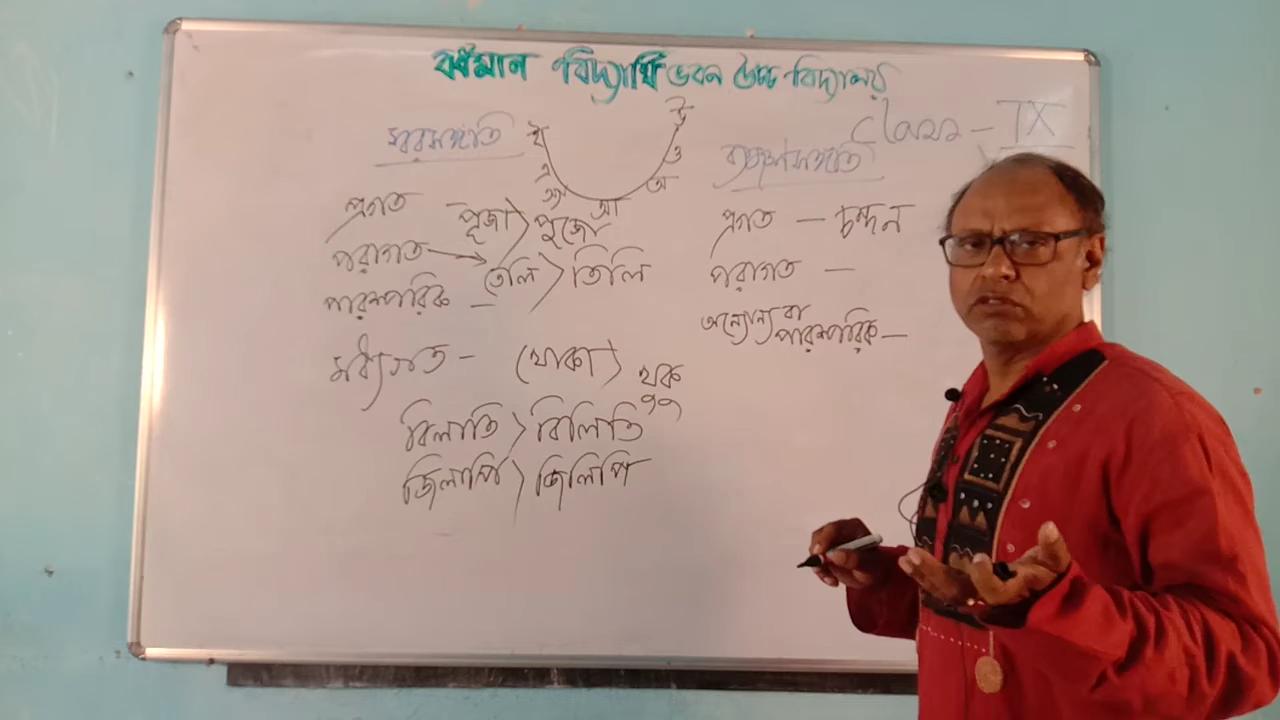 বর্ধমান বিদ্যার্থি ভবন উচ্চ বিদ্যালয়
Class - IX
স্বরসঙ্গতি
ই
এ
অ্যা
আ
অ
ও
উ
প্রগত পূজা > পুজো
পরাগত → তেলি > তিলি
পারস্পরিক –
মধ্যগত – খোকা > খুকু
বিলাতি > বিলিতি
জিলাপি > জিলিপি
ব্যঞ্জনসঙ্গতি
প্রগত – চন্দন
পরাগত –
অন্যোন্য বা
পারস্পরিক –